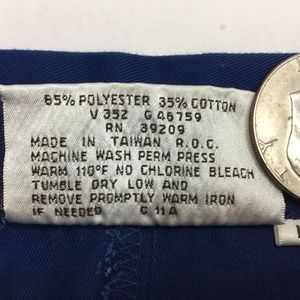 65% POLYESTER 35% COTTON
V 352 G 46759
RN 39209
MADE IN TAIWAN R.O.C.
MACHINE WASH PERM PRESS
WARM 110°F NO CHLORINE BLEACH
TUMBLE DRY LOW AND
REMOVE PROMPTLY WARM IRON
IF NEEDED G 11A